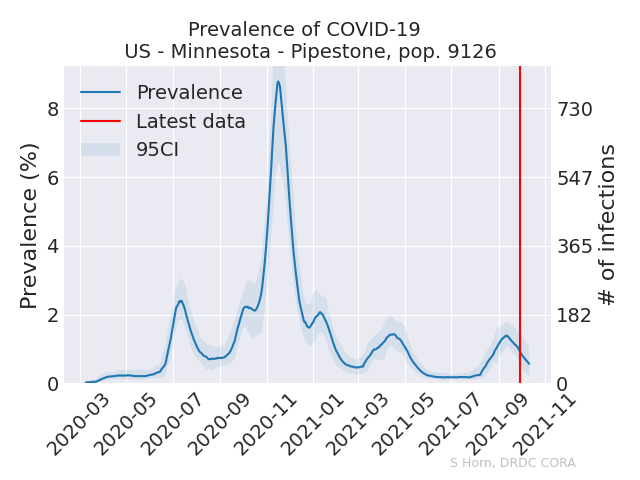 Prevalence of COVID-19
US - Minnesota - Pipestone, pop. 9126
Prevalence
Latest data
95CI
Prevalence (%)
8
6
4
2
0
730
547
365
182
0
# of infections
2020-03
2020-05
2020-07
2020-09
2020-11
2021-01
2021-03
2021-05
2021-07
2021-09
2021-11
S Horn, DRDC CORA